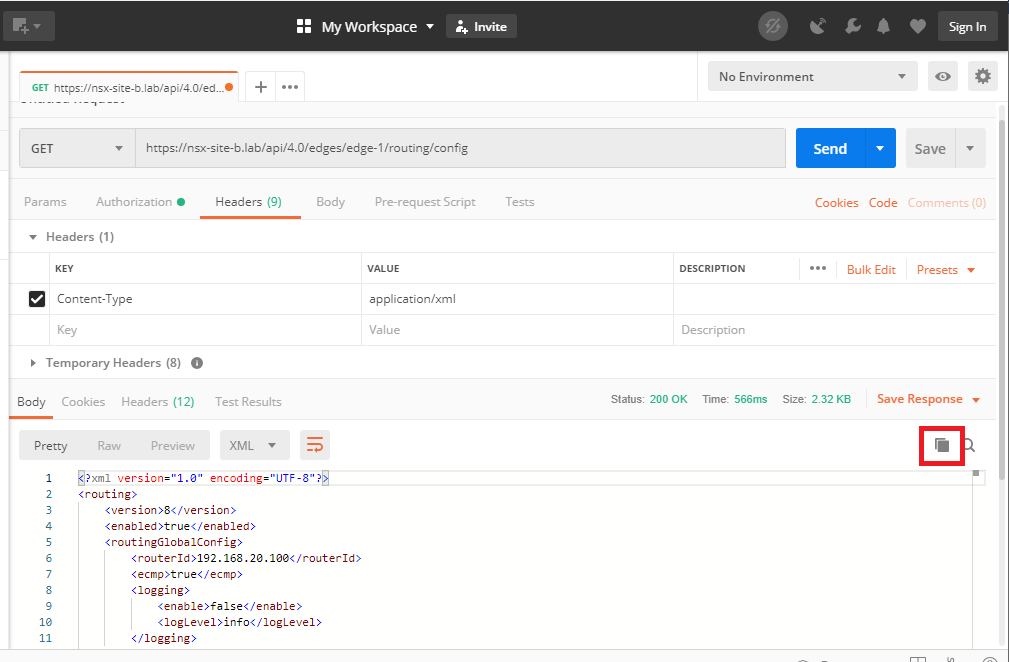 My Workspace Invite Sign In
GET https://nsx-site-b.lab/api/4.0/ed... No Environment
GET https://nsx-site-b.lab/api/4.0/edges/edge-1/routing/config Send Save
Params Authorization Headers (9) Body Pre-request Script Tests Cookies Code Comments (0)
Headers (1)
KEY VALUE DESCRIPTION Bulk Edit Presets
Content-Type application/xml
Key Value Description
Temporary Headers (8)
Body Cookies Headers (12) Test Results Status: 200 OK Time: 566ms Size: 2.32 KB Save Response
Pretty Raw Preview XML
1 <?xml version="1.0" encoding="UTF-8"?>
2 <routing>
3 <version>8</version>
4 <enabled>true</enabled>
5 <routingGlobalConfig>
6 <routerId>192.168.20.100</routerId>
7 <ecmp>true</ecmp>
8 <logging>
9 <enable>false</enable>
10 <logLevel>info</logLevel>
11 </logging>